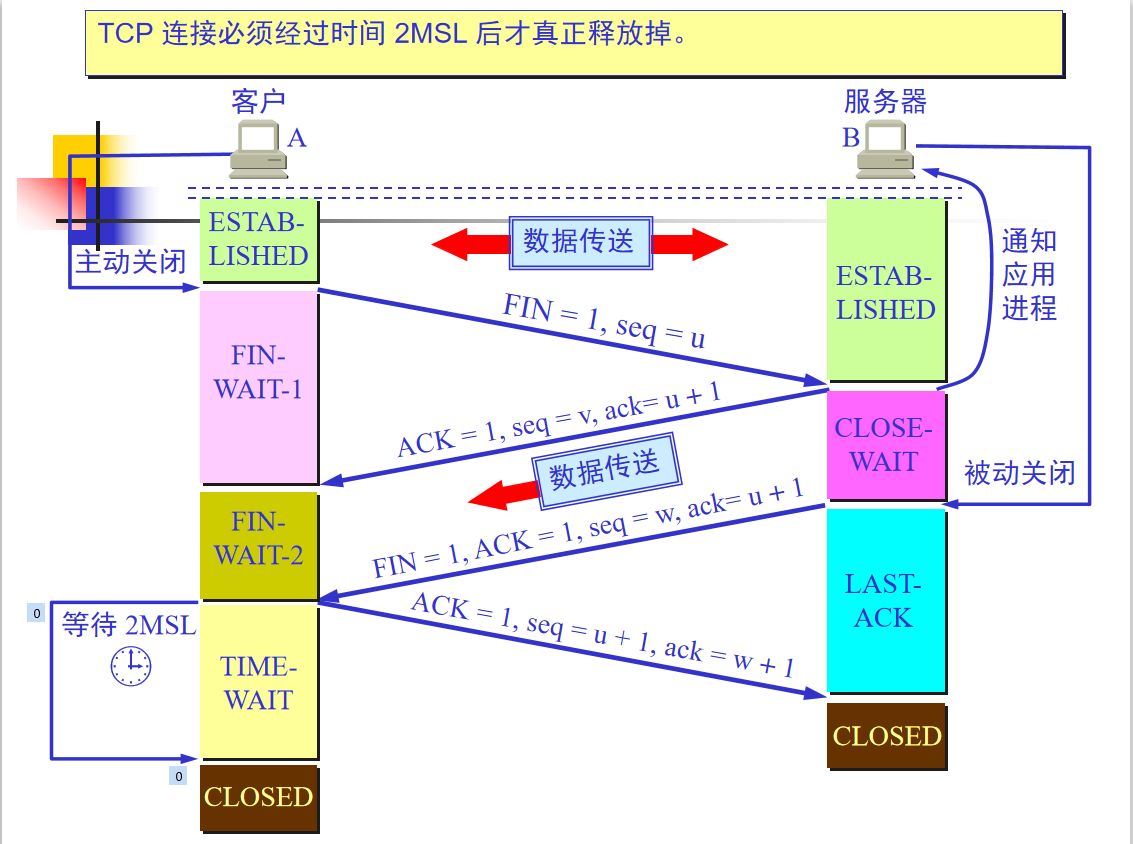 TCP 连接必须经过时间 2MSL 后才真正释放掉。
客户
服务器
A
B
ESTAB-
LISHED
数据传送
主动关闭
ESTAB-
LISHED
通知
应用
进程
FIN = 1, seq = u
FIN-
WAIT-1
ACK = 1, seq = v, ack= u + 1
CLOSE-
WAIT
数据传送
被动关闭
FIN-
WAIT-2
FIN = 1, ACK = 1, seq = w, ack= u + 1
LAST-
ACK
0
等待 2MSL
ACK = 1, seq = u + 1, ack = w + 1
TIME-
WAIT
CLOSED
0
CLOSED